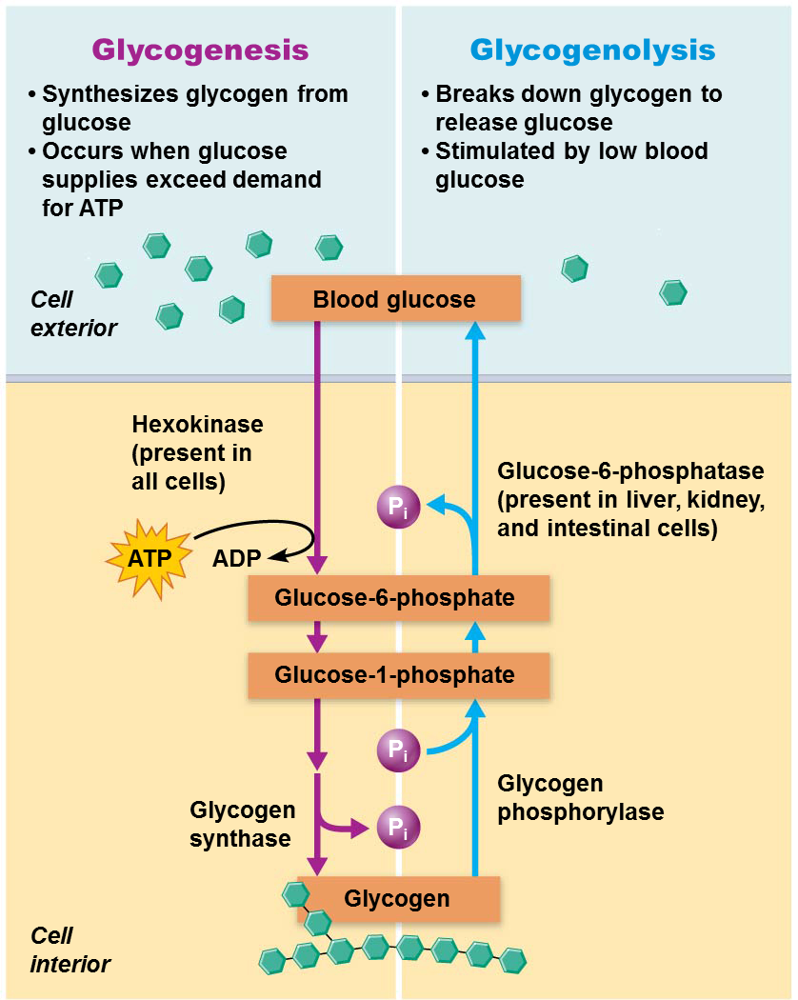 Glycogenesis
• Synthesizes glycogen from
glucose
• Occurs when glucose
supplies exceed demand
for ATP
Glycogenolysis
• Breaks down glycogen to
release glucose
• Stimulated by low blood
glucose
Cell
exterior
Blood glucose
Hexokinase
(present in
all cells)
Glucose-6-phosphatase
(present in liver, kidney,
and intestinal cells)
Pi
ATP
ADP
Glucose-6-phosphate
Glucose-1-phosphate
Pi
Glycogen
phosphorylase
Glycogen
synthase
Pi
Glycogen
Cell
interior